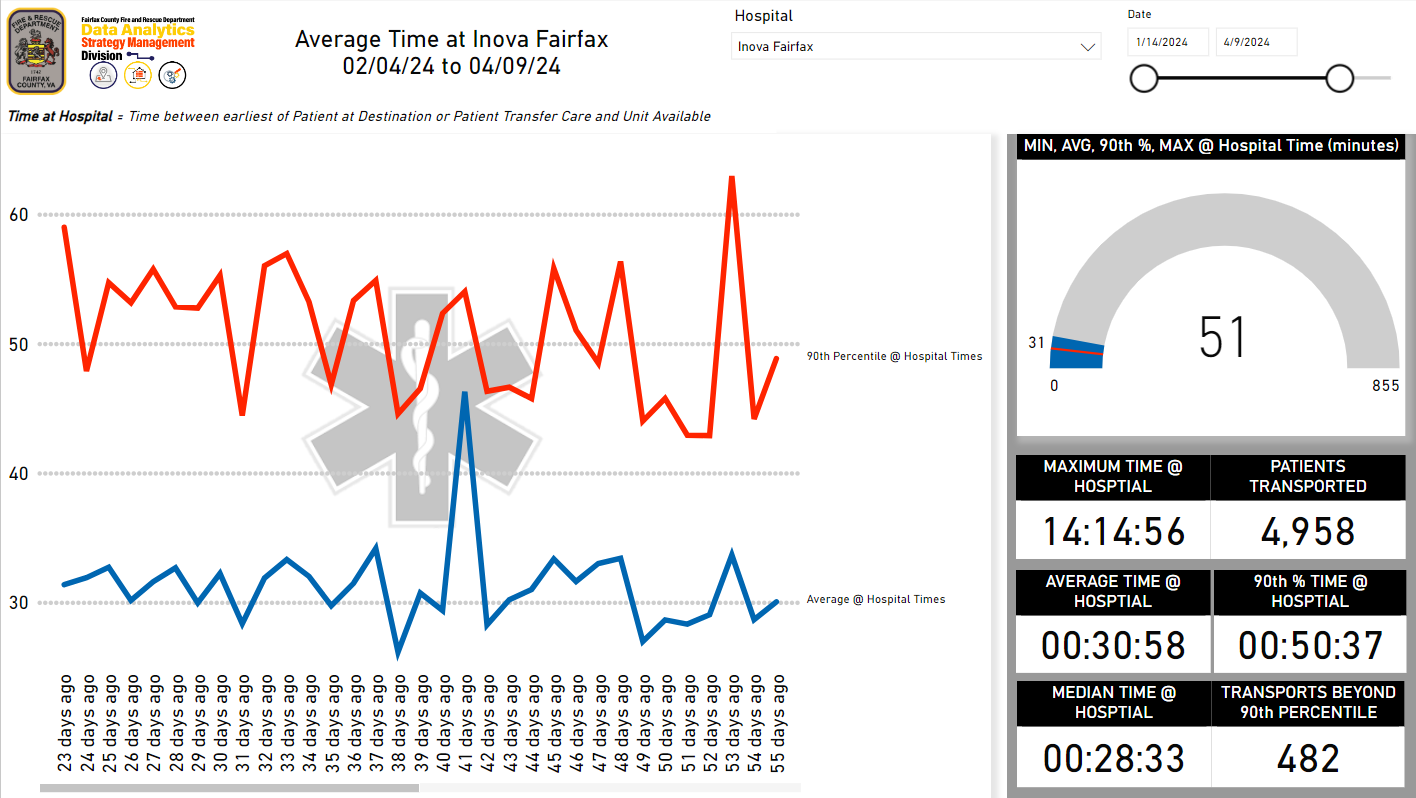 FIRE & RESCUE
DEPARTMENT
1742
FAIRFAX
COUNTY, VA
Fairfax County Fire and Rescue Department
Data Analytics
Strategy Management
Division
Average Time at Inova Fairfax
02/04/24 to 04/09/24
Hospital
Inova Fairfax
Date
1/14/2024
4/9/2024
Time at Hospital = Time between earliest of Patient at Destination or Patient Transfer Care and Unit Available
60
50
40
30
90th Percentile @ Hospital Times
Average @ Hospital Times
23 days ago
24 days ago
25 days ago
26 days ago
27 days ago
28 days ago
29 days ago
30 days ago
31 days ago
32 days ago
33 days ago
34 days ago
35 days ago
36 days ago
37 days ago
38 days ago
39 days ago
40 days ago
41 days ago
42 days ago
43 days ago
44 days ago
45 days ago
46 days ago
47 days ago
48 days ago
49 days ago
50 days ago
51 days ago
52 days ago
53 days ago
54 days ago
55 days ago
MIN, AVG, 90th %, MAX @ Hospital Time (minutes)
31
51
0
855
MAXIMUM TIME @
HOSPTIAL
14:14:56
PATIENTS
TRANSPORTED
4,958
AVERAGE TIME @
HOSPTIAL
00:30:58
90th % TIME @
HOSPTIAL
00:50:37
MEDIAN TIME @
HOSPTIAL
00:28:33
TRANSPORTS BEYOND
90th PERCENTILE
482